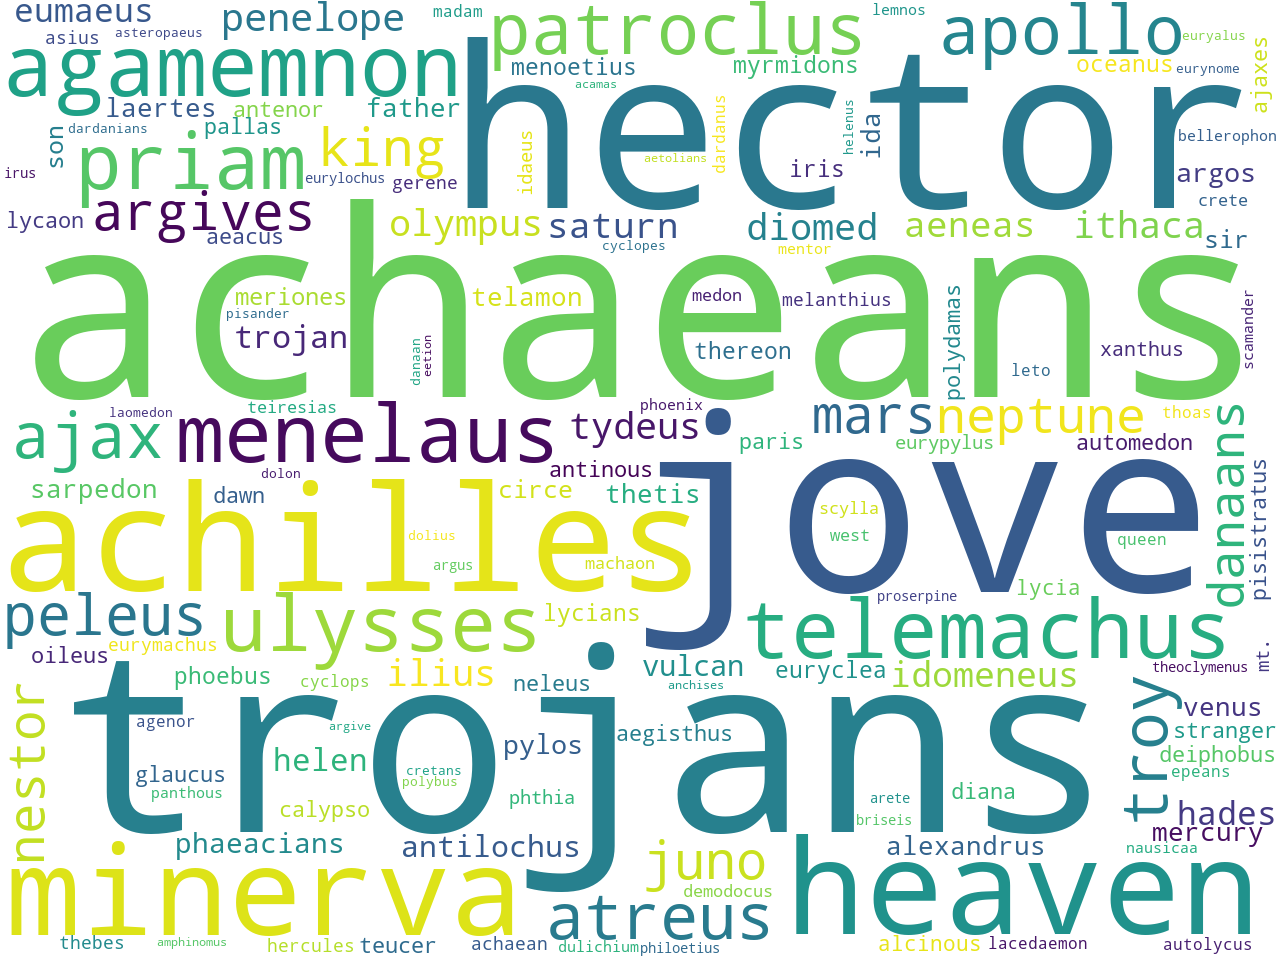 eumaeus
asius
asteropaeus
penelope
madam
patroclus
lemnos
apollo
euryalus
agamemnon
menoetius
myrmidons
acamas
oceanus
eurynome
ajaxes
laertes
antenor
father
hector
dardanus
helenus
ida
bellerophon
son
dardanians
pallas
king
idaeus
aetolians
iris
argos
irus
priam
eurylochus
gerene
crete
lycaon
argives
aeacus
olympus
saturn
cyclopes
diomed
mentor
aeneas
ithaca
sir
achaeans
meriones
pisander
telamon
medon
melanthius
polydamas
scamander
trojan
danaan
eetion
thereon
leto
xanthus
laomedon
teiresias
phoenix
ajax
menelaus
tydeus
mars
neptune
thoas
paris
eurypylus
automedon
danaans
dolon
antinous
sarpedon
dawn
circe
thetis
jove
scylla
west
queen
pisistratus
achilles
dolius
argus
machaon
peleus
ulysses
lycians
proserpine
lycia
telemachus
eurymachus
oileus
mt.
phoebus
cyclops
ilius
neleus
vulcan
anchises
euryclea
idomeneus
theoclymenus
nestor
trojans
agenor
argive
pylos
aegisthus
troy
venus
stranger
deiphobus
epeans
glaucus
helen
cretans
polybus
panthous
calypso
phthia
diana
arete
briseis
hades
mercury
phaeacians
antilochus
juno
alexandrus
nausicaa
minerva
demodocus
heaven
atreus
thebes
amphinomus
hercules
teucer
achaean
dulichium
philoetius
alcinous
lacedaemon
autolycus